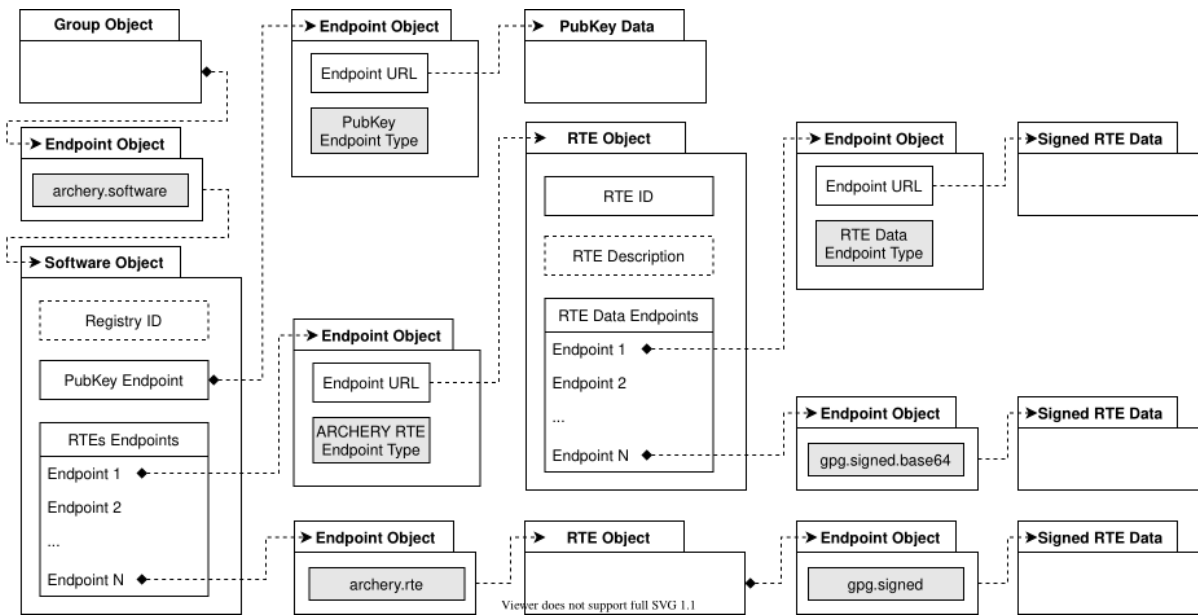 Group Object
Endpoint Object
archery.software
Software Object
Registry ID
PubKey Endpoint
RTEs Endpoints
Endpoint 1
Endpoint 2
...
Endpoint N
Endpoint Object
Endpoint URL
PubKey
Endpoint Type
PubKey Data
Endpoint Object
Endpoint URL
ARCHERY RTE
Endpoint Type
Endpoint Object
archery.rte
RTE Object
RTE ID
RTE Description
RTE Data Endpoints
Endpoint 1
Endpoint 2
...
Endpoint N
RTE Object
Endpoint Object
Endpoint URL
RTE Data
Endpoint Type
Signed RTE Data
Endpoint Object
gpg.signed.base64
Signed RTE Data
Endpoint Object
gpg.signed
Signed RTE Data
Viewer does not support full SVG 1.1